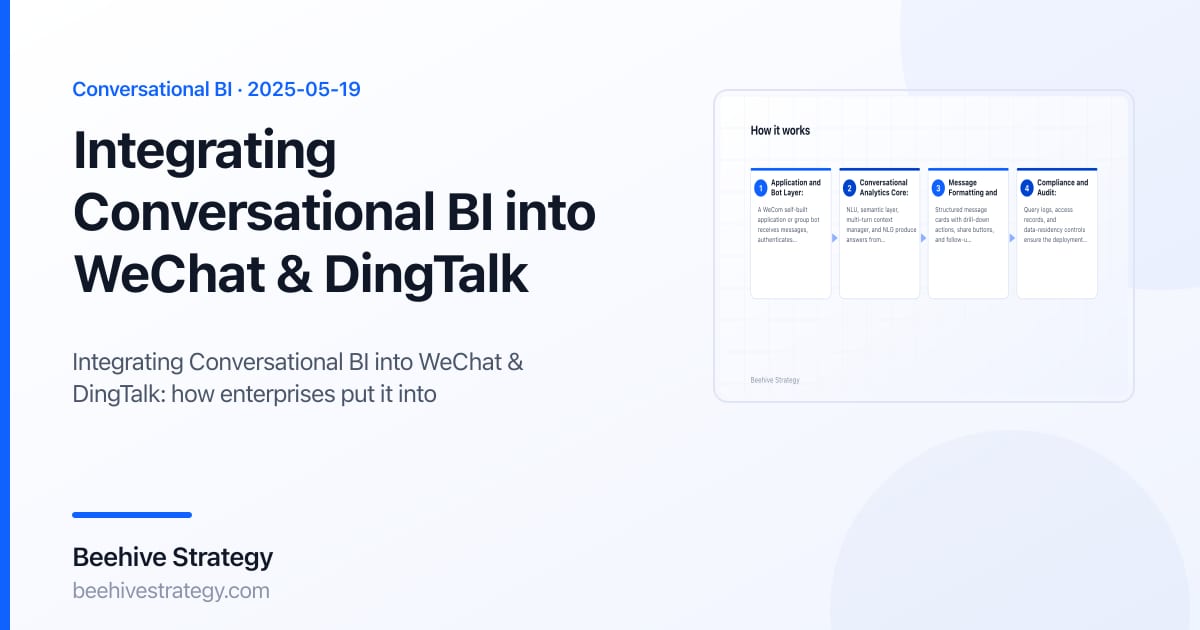 Conversational BI · 2025-05-19
Integrating
Conversational BI into
WeChat & DingTalk
Integrating Conversational BI into WeChat &
DingTalk: how enterprises put it into
Beehive Strategy
beehivestrategy.com
How it works
1
Application and
Bot Layer:
A WeCom self-built
application or group bot
receives messages,
authenticates...
2
Conversational
Analytics Core:
NLU, semantic layer,
multi-turn context
manager, and NLG produce
answers from...
3
Message
Formatting and
Structured message
cards with drill-down
actions, share buttons,
and follow-u...
4
Compliance and
Audit:
Query logs, access
records, and
data-residency controls
ensure the deployment...
Beehive Strategy